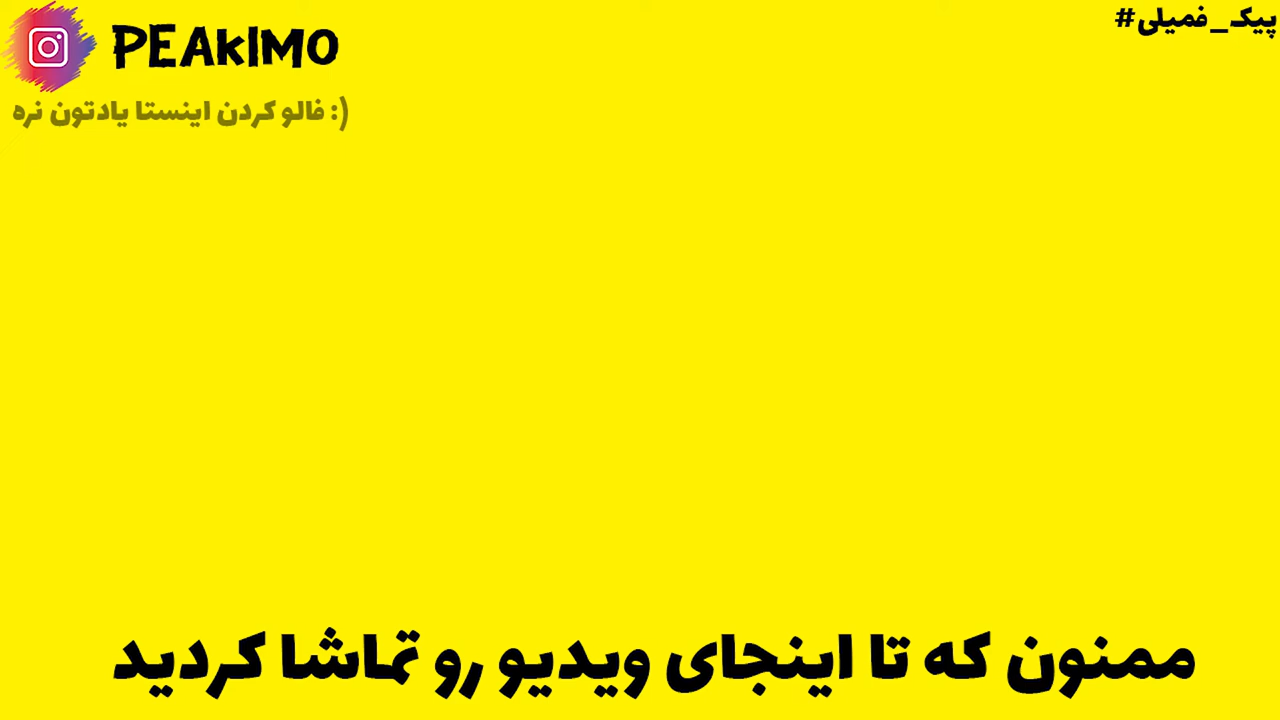 PEAkIMO
#پیک_فمیلی
فالو کردن اینستا یادتون نره :)
ممنون که تا اینجای ویدیو رو تماشا کردید